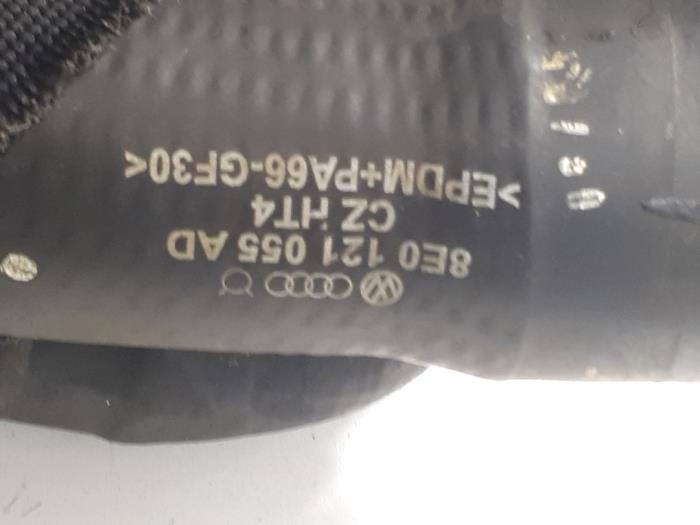 8E0 121 055 AD
CZ HT4
>EPDM+PA66-GF30<